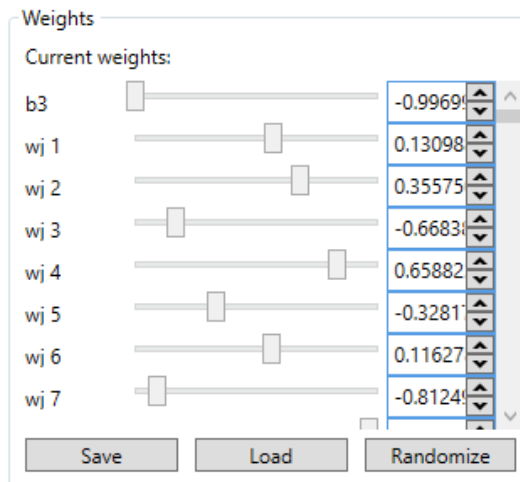 Weights
Current weights:
b3 -0.9969
wj 1 0.13098
wj 2 0.35575
wj 3 -0.6683
wj 4 0.65882
wj 5 -0.3281
wj 6 0.11627
wj 7 -0.8124
Save Load Randomize